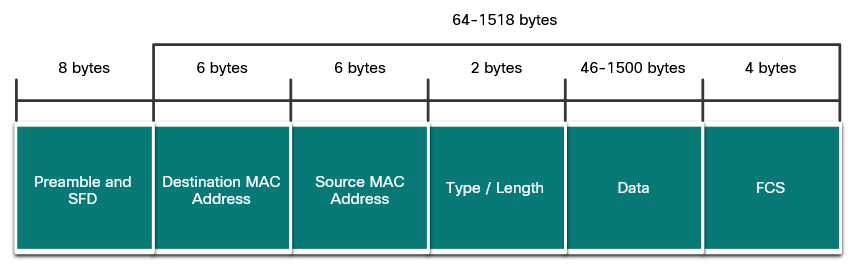 64-1518 bytes
8 bytes
6 bytes
6 bytes
2 bytes
46-1500 bytes
4 bytes
Preamble and
SFD
Destination MAC
Address
Source MAC
Address
Type / Length
Data
FCS